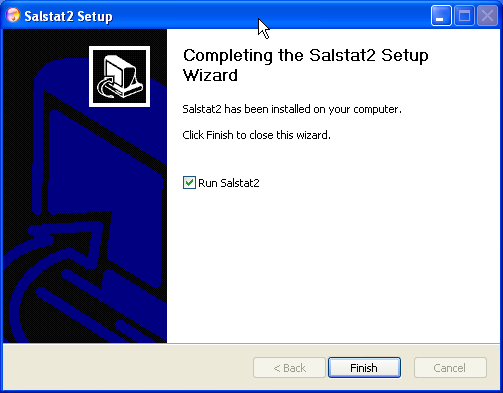 Salstat2 Setup
Completing the Salstat2 Setup
Wizard
Salstat2 has been installed on your computer.
Click Finish to close this wizard.
Run Salstat2
< Back
Finish
Cancel